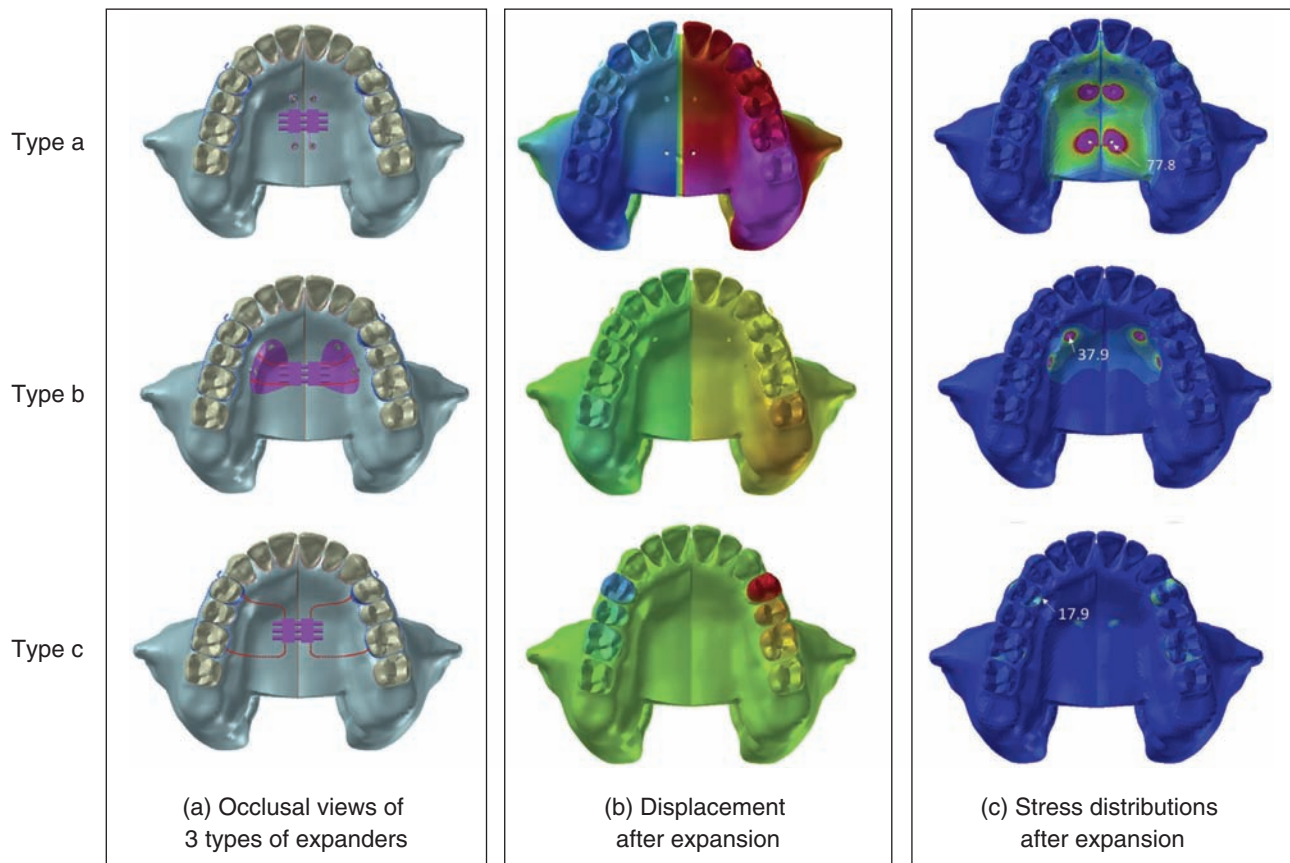 Type a
77.8
Type b
37.9
Type c
17.9
(a) Occlusal views of
3 types of expanders
(b) Displacement
after expansion
(c) Stress distributions
after expansion